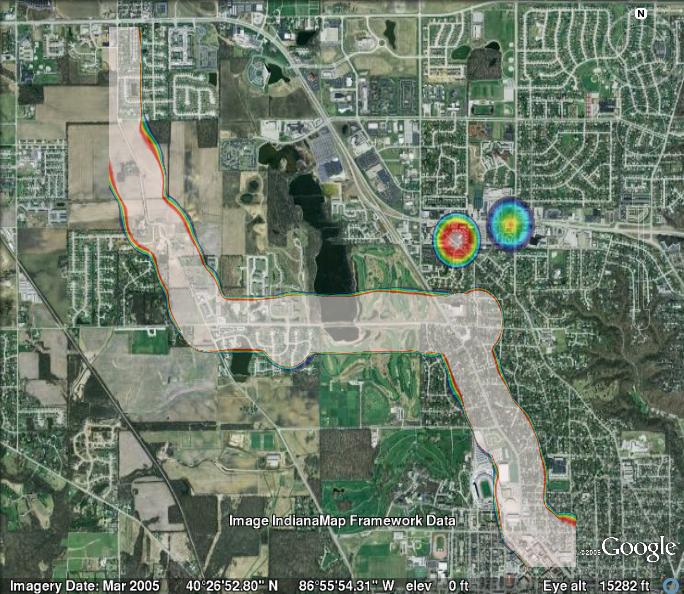 N
Image IndianaMap Framework Data
©2009 Google
Imagery Date: Mar 2005 40°26'52.80" N 86°55'54.31" W elev 0 ft Eye alt 15282 ft